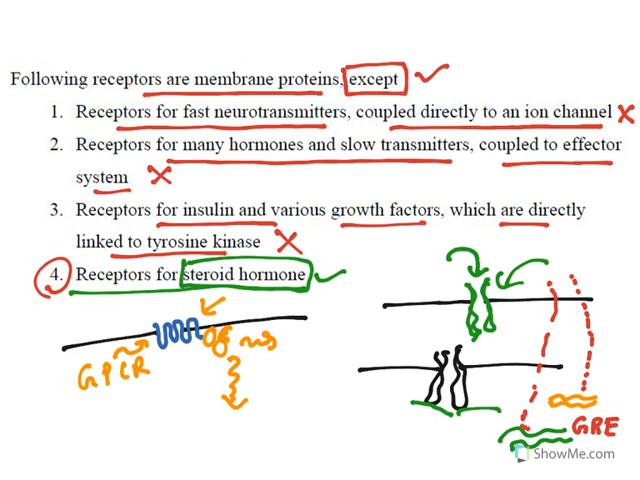 Following receptors are membrane proteins, except
1. Receptors for fast neurotransmitters, coupled directly to an ion channel
2. Receptors for many hormones and slow transmitters, coupled to effector
system
3. Receptors for insulin and various growth factors, which are directly
linked to tyrosine kinase
4. Receptors for steroid hormone
GPCR
GRE
ShowMe.com